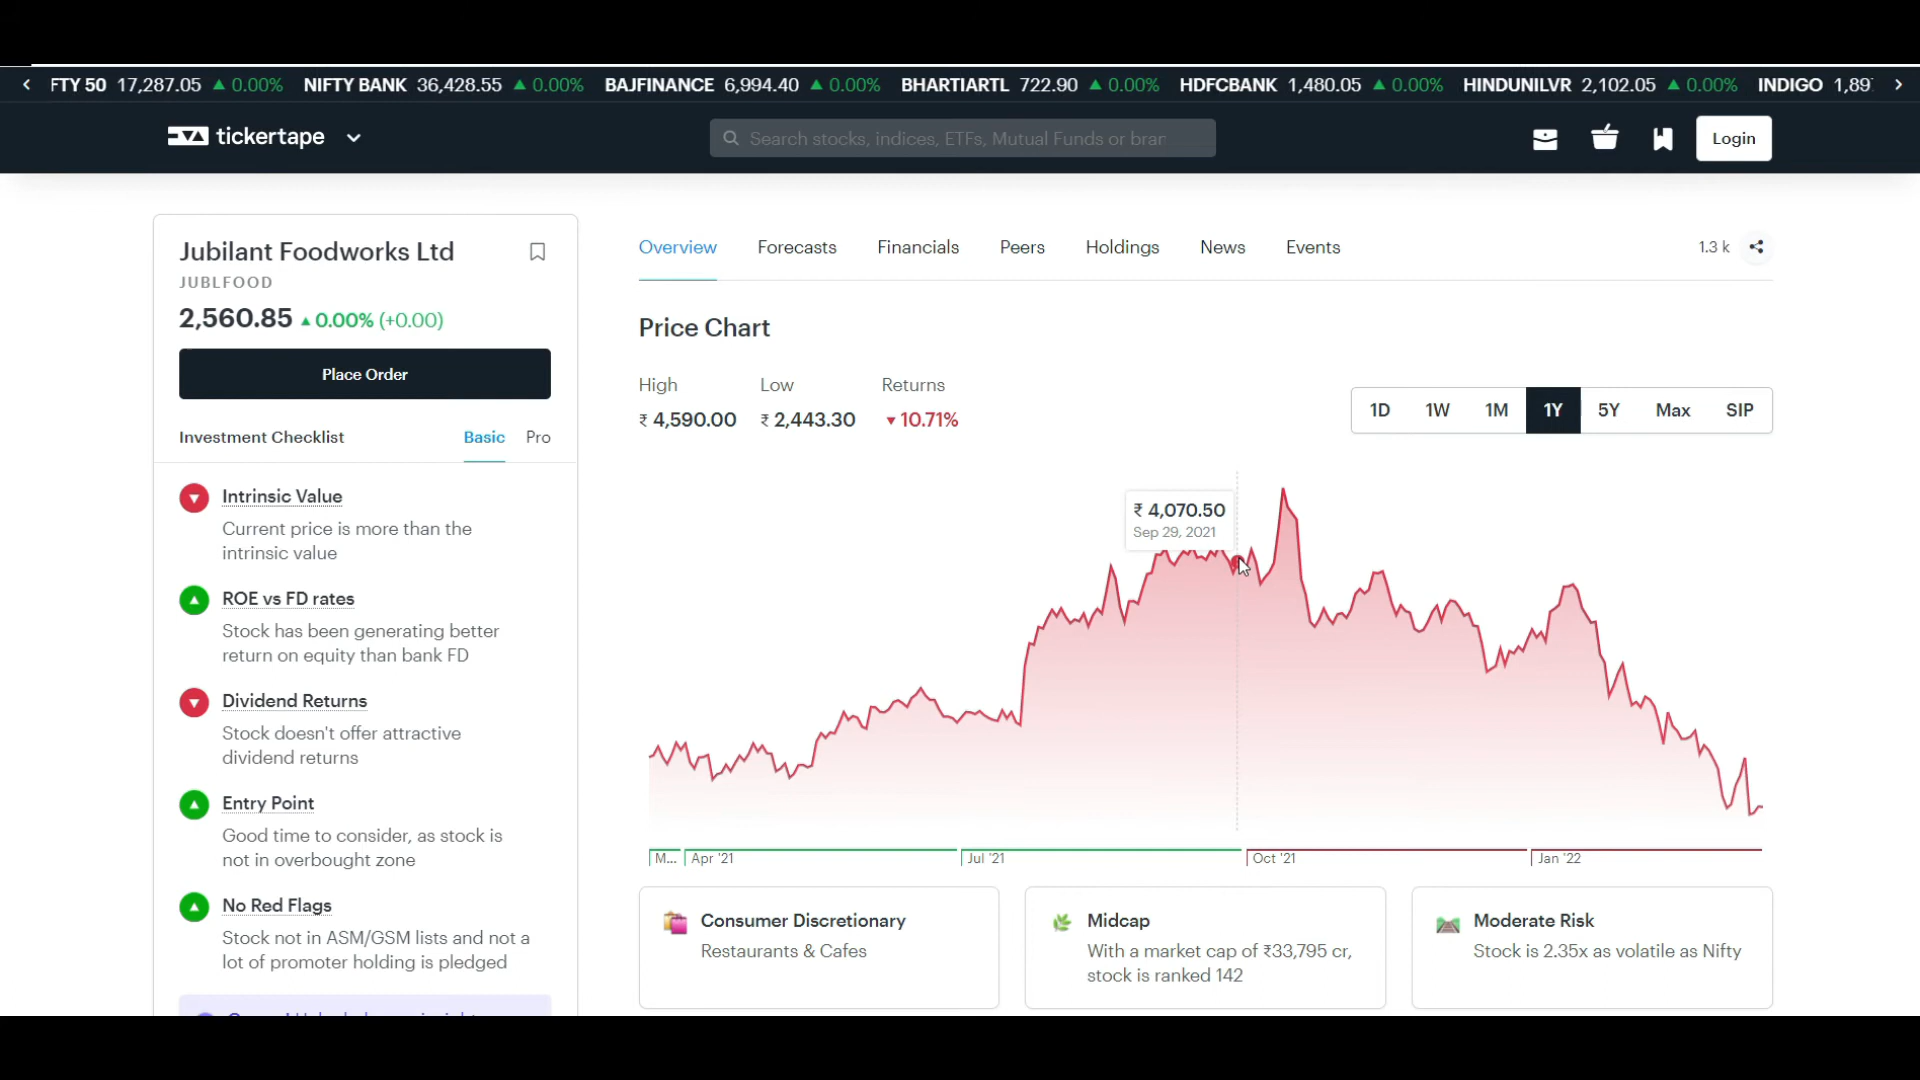 FTY 50 17,287.05 ▲ 0.00% NIFTY BANK 36,428.55 ▲ 0.00% BAJFINANCE 6,994.40 ▲ 0.00% BHARTIARTL 722.90 ▲ 0.00% HDFCBANK 1,480.05 ▲ 0.00% HINDUNILVR 2,102.05 ▲ 0.00% INDIGO 1,89
tickertape
Search stocks, indices, ETFs, Mutual Funds or brar
Login
Jubilant Foodworks Ltd
JUBLFOOD
2,560.85 ▲ 0.00% (+0.00)
Place Order
Investment Checklist Basic Pro
Intrinsic Value
Current price is more than the
intrinsic value
ROE vs FD rates
Stock has been generating better
return on equity than bank FD
Dividend Returns
Stock doesn't offer attractive
dividend returns
Entry Point
Good time to consider, as stock is
not in overbought zone
No Red Flags
Stock not in ASM/GSM lists and not a
lot of promoter holding is pledged
Overview Forecasts Financials Peers Holdings News Events 1.3 k
Price Chart
High Low Returns
₹ 4,590.00 ₹ 2,443.30 ▼ 10.71%
1D 1W 1M 1Y 5Y Max SIP
₹ 4,070.50
Sep 29, 2021
M... Apr '21 Jul '21 Oct '21 Jan '22
Consumer Discretionary
Restaurants & Cafes
Midcap
With a market cap of ₹33,795 cr,
stock is ranked 142
Moderate Risk
Stock is 2.35x as volatile as Nifty